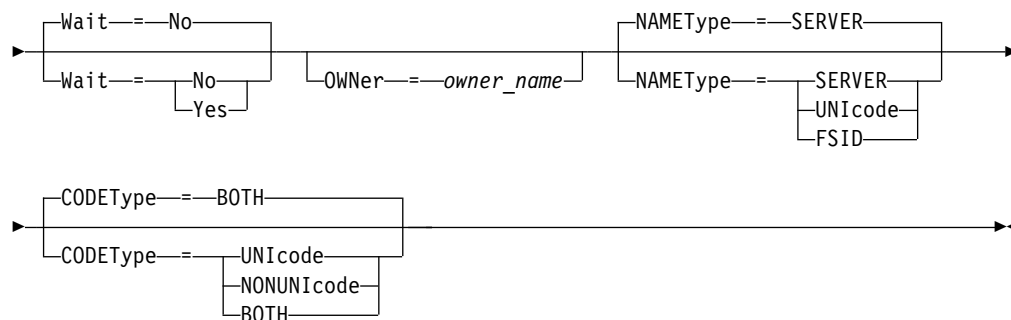 Wait = No NAMEType = SERVER
Wait = No OWNer = owner_name NAMEType = SERVER
Yes UNIcode
FSID
CODEType = BOTH
CODEType = UNIcode
NONUNIcode
BOTH